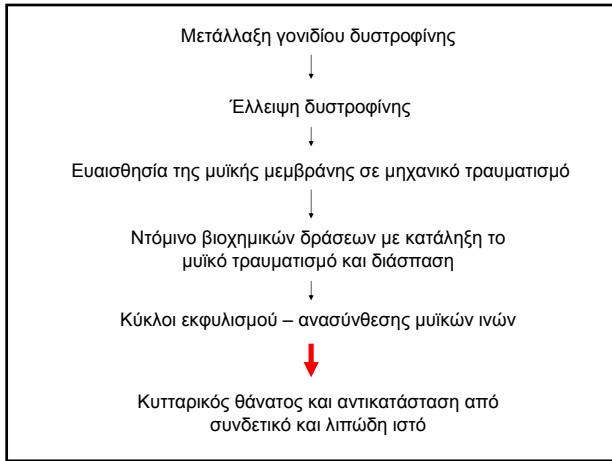 Μετάλλαξη γονιδίου δυστροφίνης
Έλλειψη δυστροφίνης
Ευαισθησία της μυϊκής μεμβράνης σε μηχανικό τραυματισμό
Ντόμινο βιοχημικών δράσεων με κατάληξη το
μυϊκό τραυματισμό και διάσπαση
Κύκλοι εκφυλισμού – ανασύνθεσης μυϊκών ινών
Κυτταρικός θάνατος και αντικατάσταση από
συνδετικό και λιπώδη ιστό